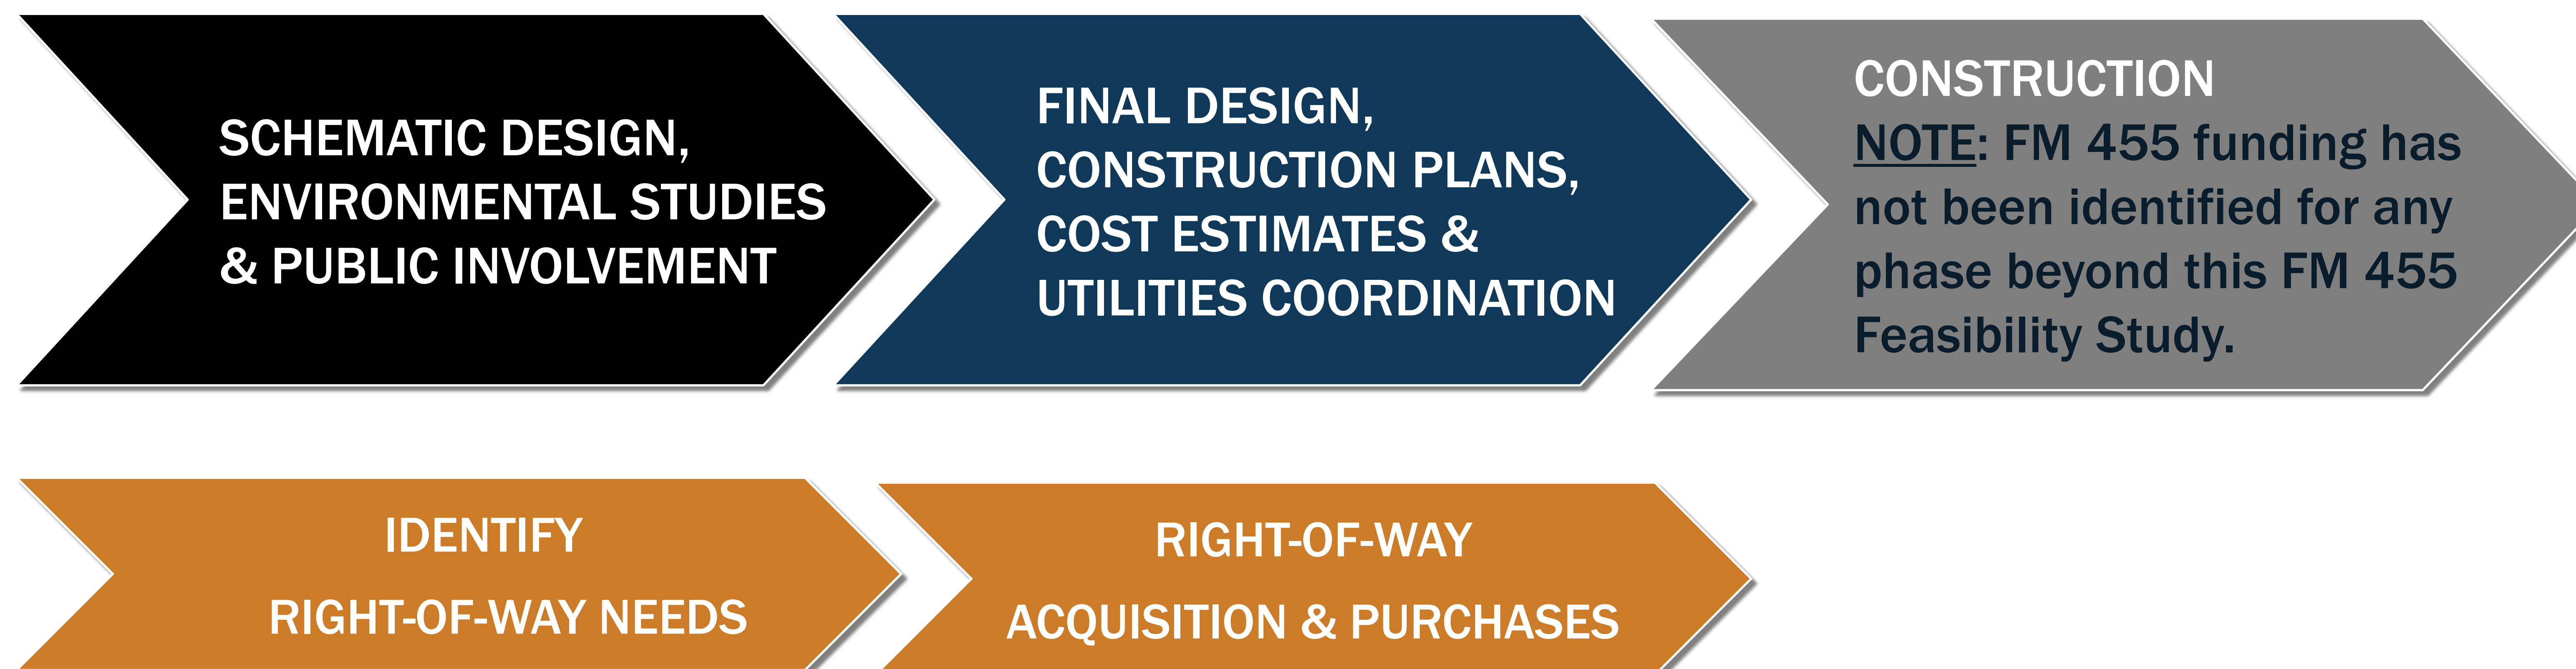 SCHEMATIC DESIGN,
ENVIRONMENTAL STUDIES
& PUBLIC INVOLVEMENT
FINAL DESIGN,
CONSTRUCTION PLANS,
COST ESTIMATES &
UTILITIES COORDINATION
CONSTRUCTION
NOTE: FM 455 funding has
not been identified for any
phase beyond this FM 455
Feasibility Study.
IDENTIFY
RIGHT-OF-WAY NEEDS
RIGHT-OF-WAY
ACQUISITION & PURCHASES